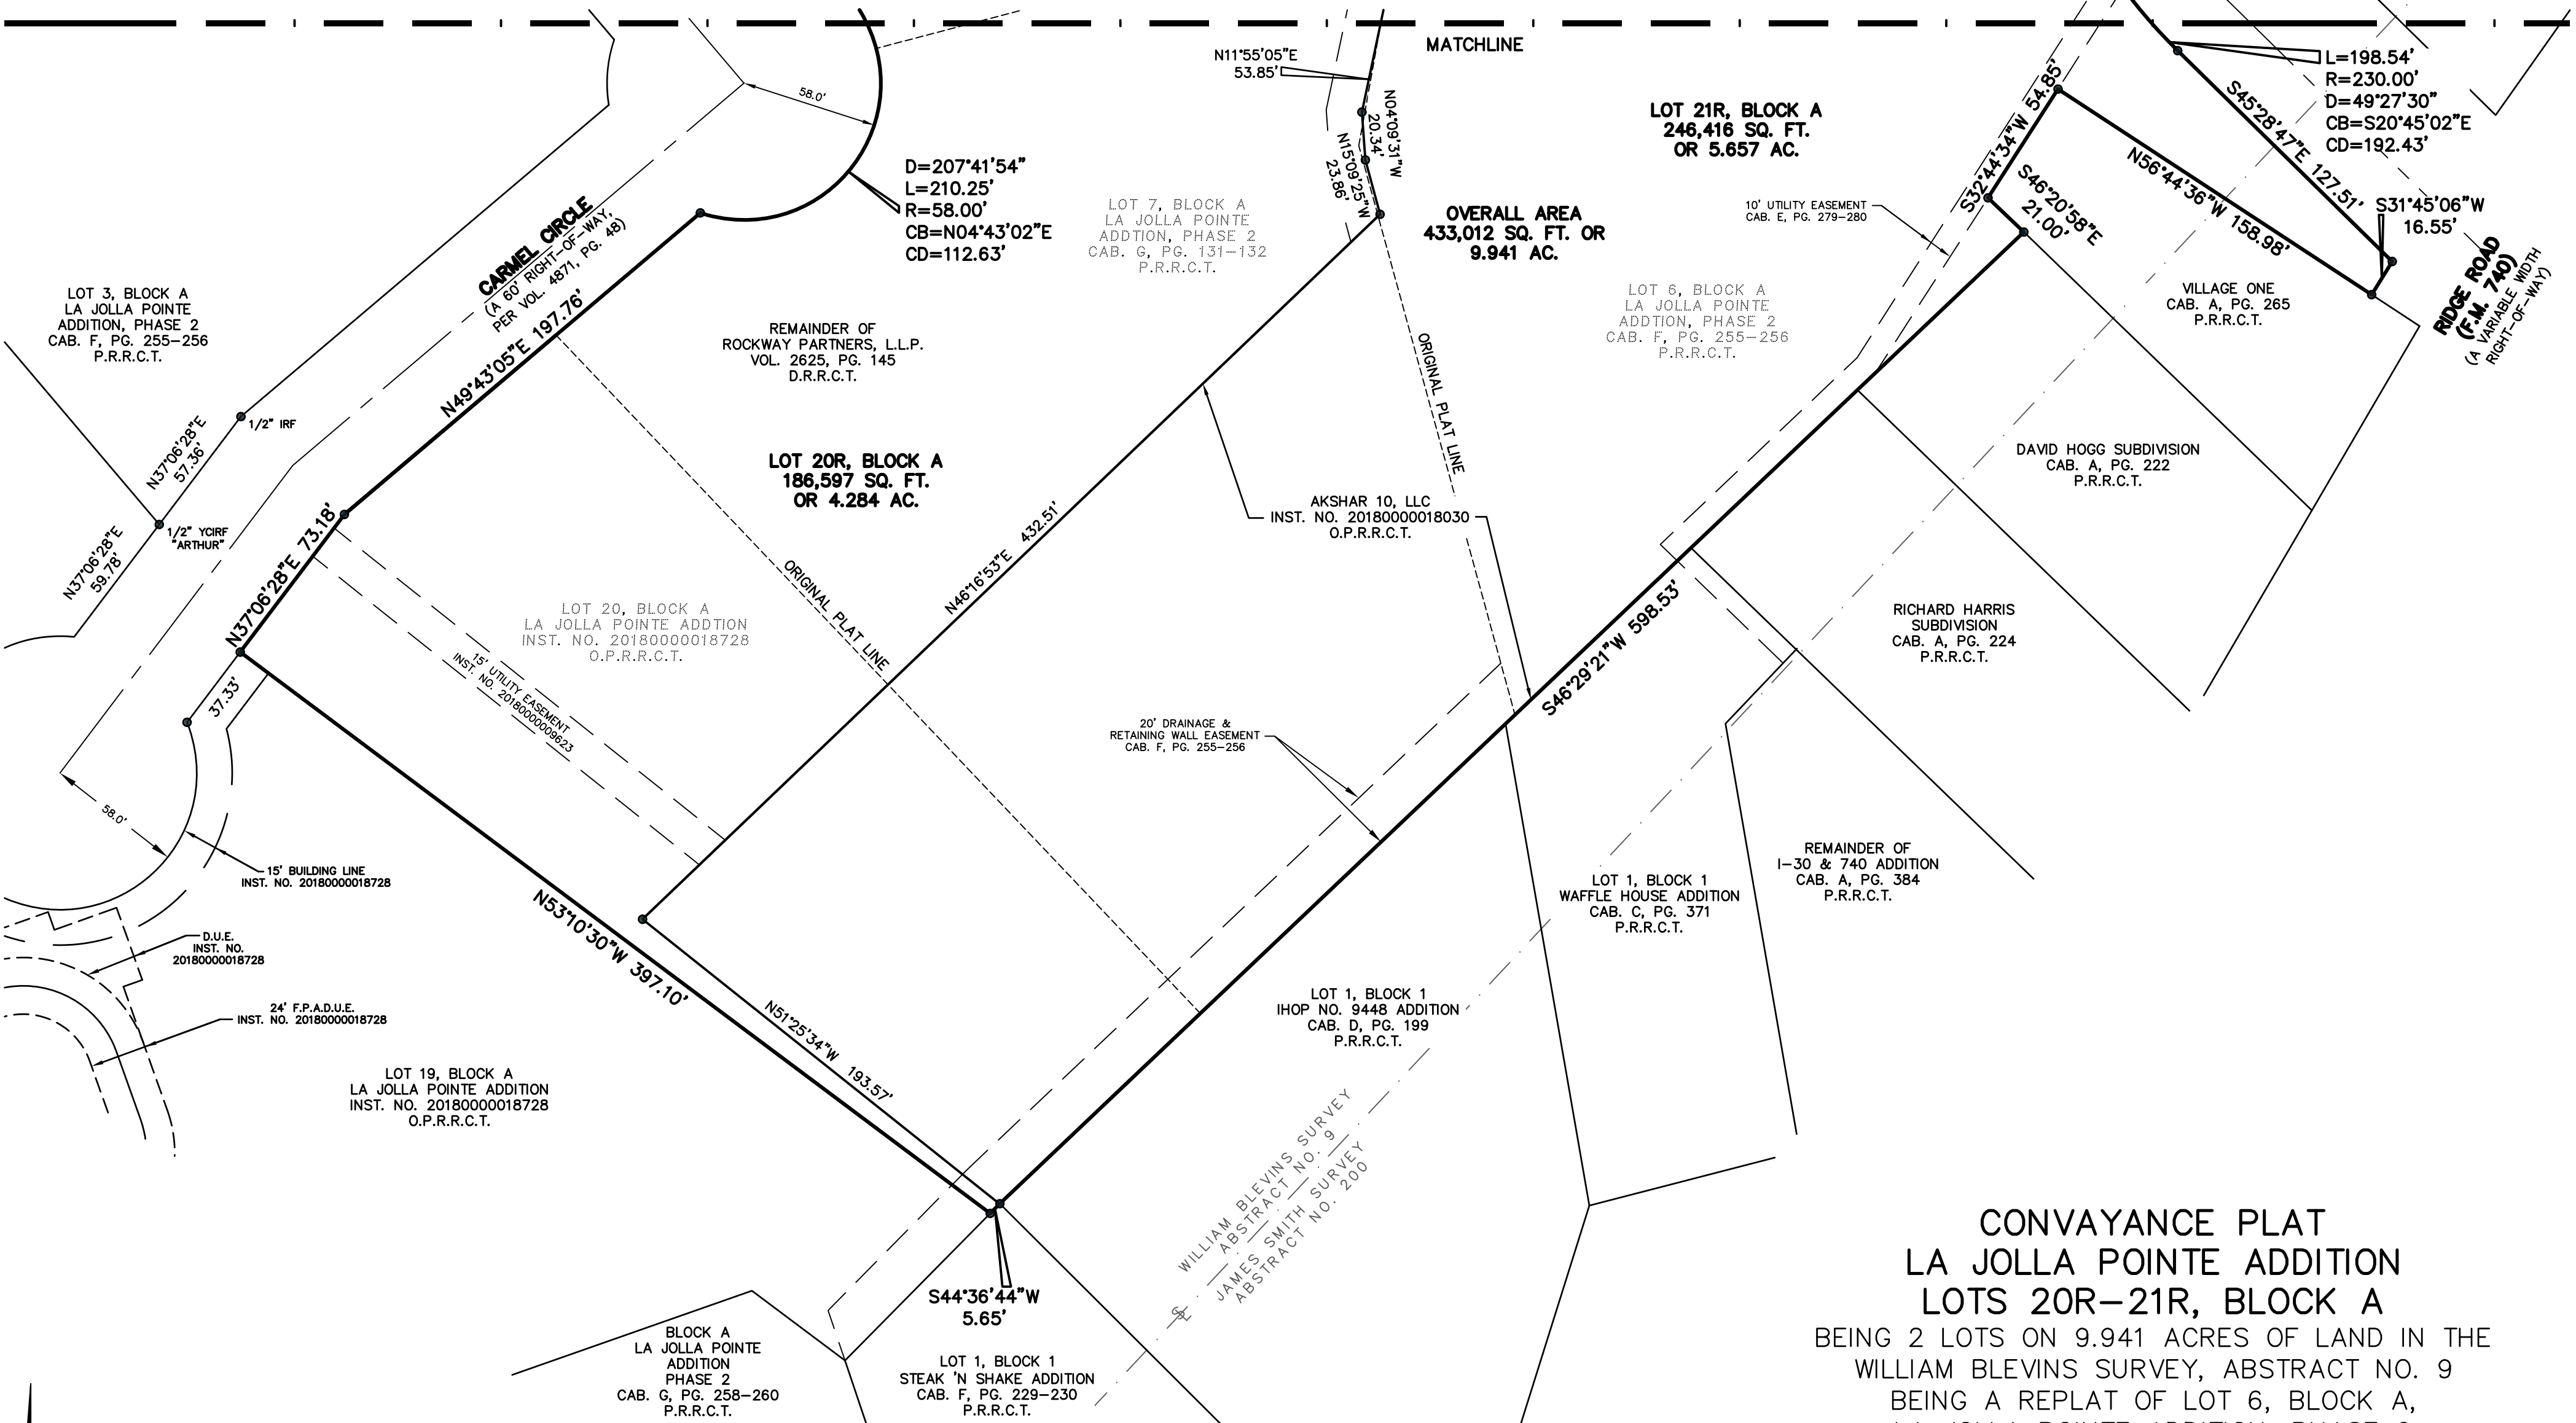 MATCHLINE
N11°55'05"E
53.85'
N04°09'31"W
20.34'
N15°09'25"W
23.86'
58.0'
D=207°41'54"
L=210.25'
R=58.00'
CB=N04°43'02"E
CD=112.63'
LOT 21R, BLOCK A
246,416 SQ. FT.
OR 5.657 AC.
S32°44'34"W 54.85'
L=198.54'
R=230.00'
D=49°27'30"
CB=S20°45'02"E
CD=192.43'
S45°28'47"E 127.51'
N56°44'36"W 158.98'
S46°20'58"E
21.00'
S31°45'06"W
16.55'
RIDGE ROAD
(F.M. 740)
(A VARIABLE WIDTH
RIGHT-OF-WAY)
10' UTILITY EASEMENT
CAB. E, PG. 279-280
CARMEL CIRCLE
(A 60' RIGHT-OF-WAY,
PER VOL. 4871, PG. 48)
N49°43'05"E 197.76'
LOT 7, BLOCK A
LA JOLLA POINTE
ADDTION, PHASE 2
CAB. G, PG. 131-132
P.R.R.C.T.
OVERALL AREA
433,012 SQ. FT. OR
9.941 AC.
LOT 3, BLOCK A
LA JOLLA POINTE
ADDITION, PHASE 2
CAB. F, PG. 255-256
P.R.R.C.T.
REMAINDER OF
ROCKWAY PARTNERS, L.L.P.
VOL. 2625, PG. 145
D.R.R.C.T.
LOT 6, BLOCK A
LA JOLLA POINTE
ADDTION, PHASE 2
CAB. F, PG. 255-256
P.R.R.C.T.
VILLAGE ONE
CAB. A, PG. 265
P.R.R.C.T.
ORIGINAL PLAT LINE
N37°06'28"E
57.36'
1/2" IRF
LOT 20R, BLOCK A
186,597 SQ. FT.
OR 4.284 AC.
DAVID HOGG SUBDIVISION
CAB. A, PG. 222
P.R.R.C.T.
AKSHAR 10, LLC
INST. NO. 20180000018030
O.P.R.R.C.T.
1/2" YCIRF
"ARTHUR"
N37°06'28"E
59.78'
N37°06'28"E 73.18'
N46°16'53"E 432.51'
ORIGINAL PLAT LINE
LOT 20, BLOCK A
LA JOLLA POINTE ADDTION
INST. NO. 20180000018728
O.P.R.R.C.T.
RICHARD HARRIS
SUBDIVISION
CAB. A, PG. 224
P.R.R.C.T.
S46°29'21"W 598.53'
15' UTILITY EASEMENT
INST. NO. 20180000009623
37.33'
20' DRAINAGE &
RETAINING WALL EASEMENT
CAB. F, PG. 255-256
58.0'
15' BUILDING LINE
INST. NO. 20180000018728
REMAINDER OF
I-30 & 740 ADDITION
CAB. A, PG. 384
P.R.R.C.T.
LOT 1, BLOCK 1
WAFFLE HOUSE ADDITION
CAB. C, PG. 371
P.R.R.C.T.
N53°10'30"W 397.10'
D.U.E.
INST. NO.
20180000018728
24' F.P.A.D.U.E.
INST. NO. 20180000018728
N51°25'34"W 193.57'
LOT 1, BLOCK 1
IHOP NO. 9448 ADDITION
CAB. D, PG. 199
P.R.R.C.T.
LOT 19, BLOCK A
LA JOLLA POINTE ADDITION
INST. NO. 20180000018728
O.P.R.R.C.T.
WILLIAM BLEVINS SURVEY
ABSTRACT NO. 9
JAMES SMITH SURVEY
ABSTRACT NO. 200
S44°36'44"W
5.65'
BLOCK A
LA JOLLA POINTE
ADDITION
PHASE 2
CAB. G, PG. 258-260
P.R.R.C.T.
LOT 1, BLOCK 1
STEAK 'N SHAKE ADDITION
CAB. F, PG. 229-230
P.R.R.C.T.
CONVAYANCE PLAT
LA JOLLA POINTE ADDITION
LOTS 20R-21R, BLOCK A
BEING 2 LOTS ON 9.941 ACRES OF LAND IN THE
WILLIAM BLEVINS SURVEY, ABSTRACT NO. 9
BEING A REPLAT OF LOT 6, BLOCK A,